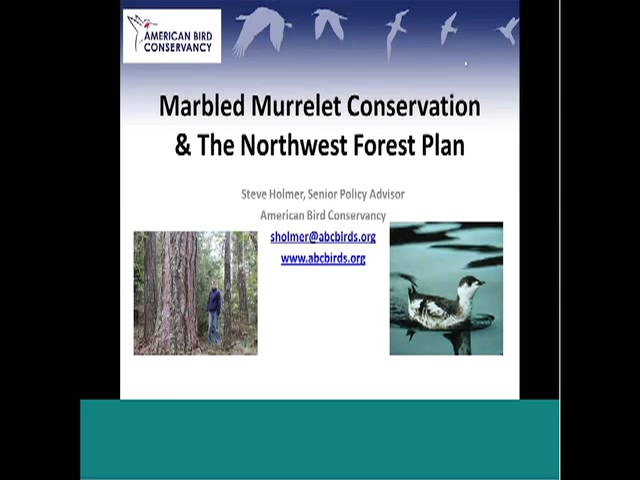 AMERICAN BIRD
CONSERVANCY
Marbled Murrelet Conservation
& The Northwest Forest Plan
Steve Holmer, Senior Policy Advisor
American Bird Conservancy
sholmer@abcbirds.org
www.abcbirds.org